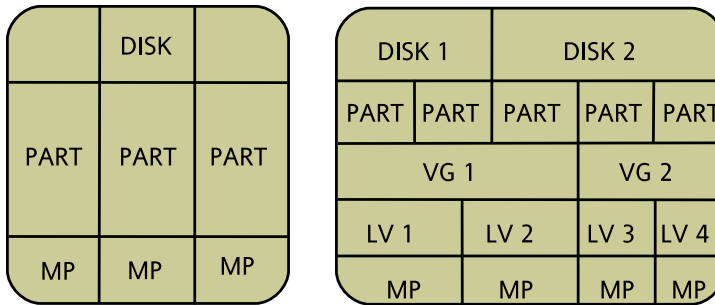 DISK
PART PART PART
MP MP MP
DISK 1 DISK 2
PART PART PART PART PART
VG 1 VG 2
LV 1 LV 2 LV 3 LV 4
MP MP MP MP